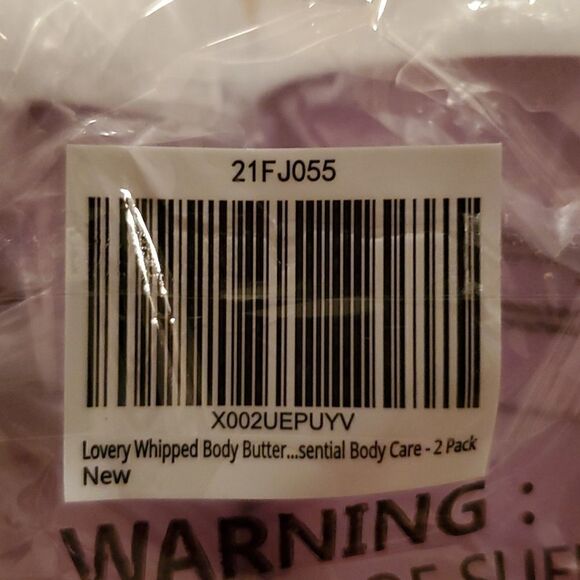 21FJ055
X002UEPUYV
Lovery Whipped Body Butter...sential Body Care - 2 Pack
New
WARNING :